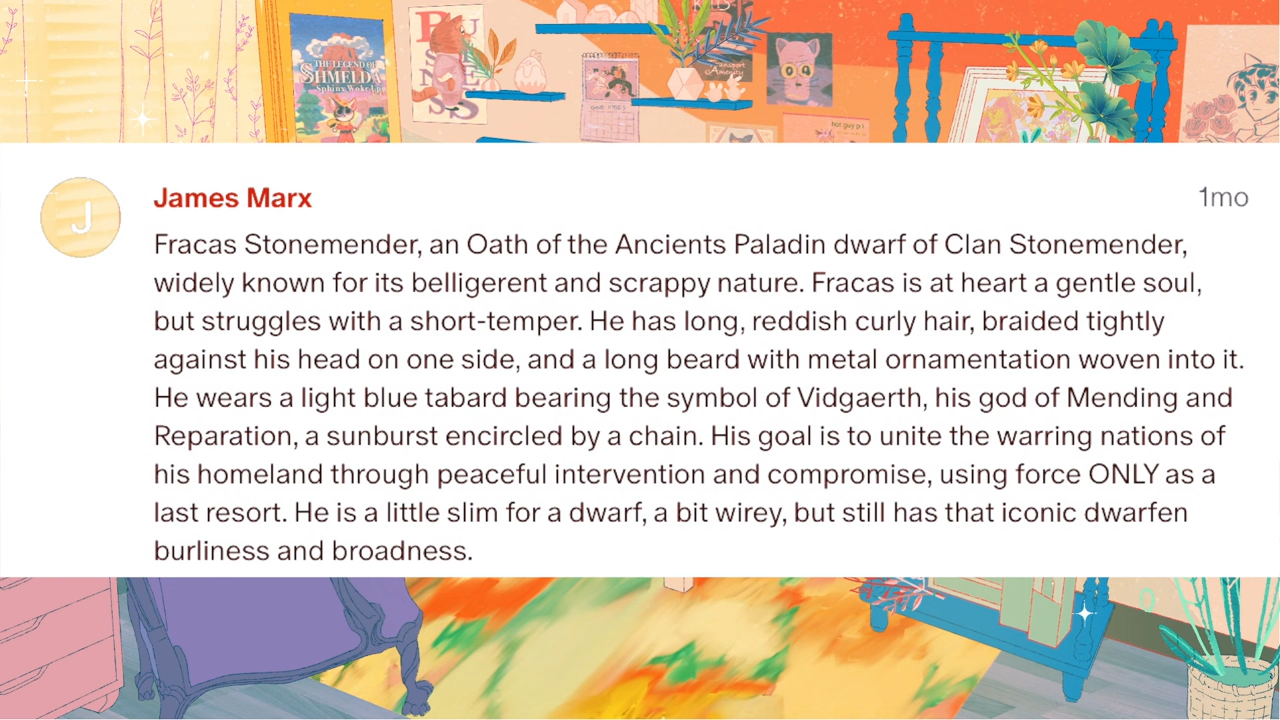 THE LEGEND OF
SHMELDA
Sphinx Woke Up
James Marx
1mo
J
Fracas Stonemender, an Oath of the Ancients Paladin dwarf of Clan Stonemender,
widely known for its belligerent and scrappy nature. Fracas is at heart a gentle soul,
but struggles with a short-temper. He has long, reddish curly hair, braided tightly
against his head on one side, and a long beard with metal ornamentation woven into it.
He wears a light blue tabard bearing the symbol of Vidgaerth, his god of Mending and
Reparation, a sunburst encircled by a chain. His goal is to unite the warring nations of
his homeland through peaceful intervention and compromise, using force ONLY as a
last resort. He is a little slim for a dwarf, a bit wirey, but still has that iconic dwarfen
burliness and broadness.